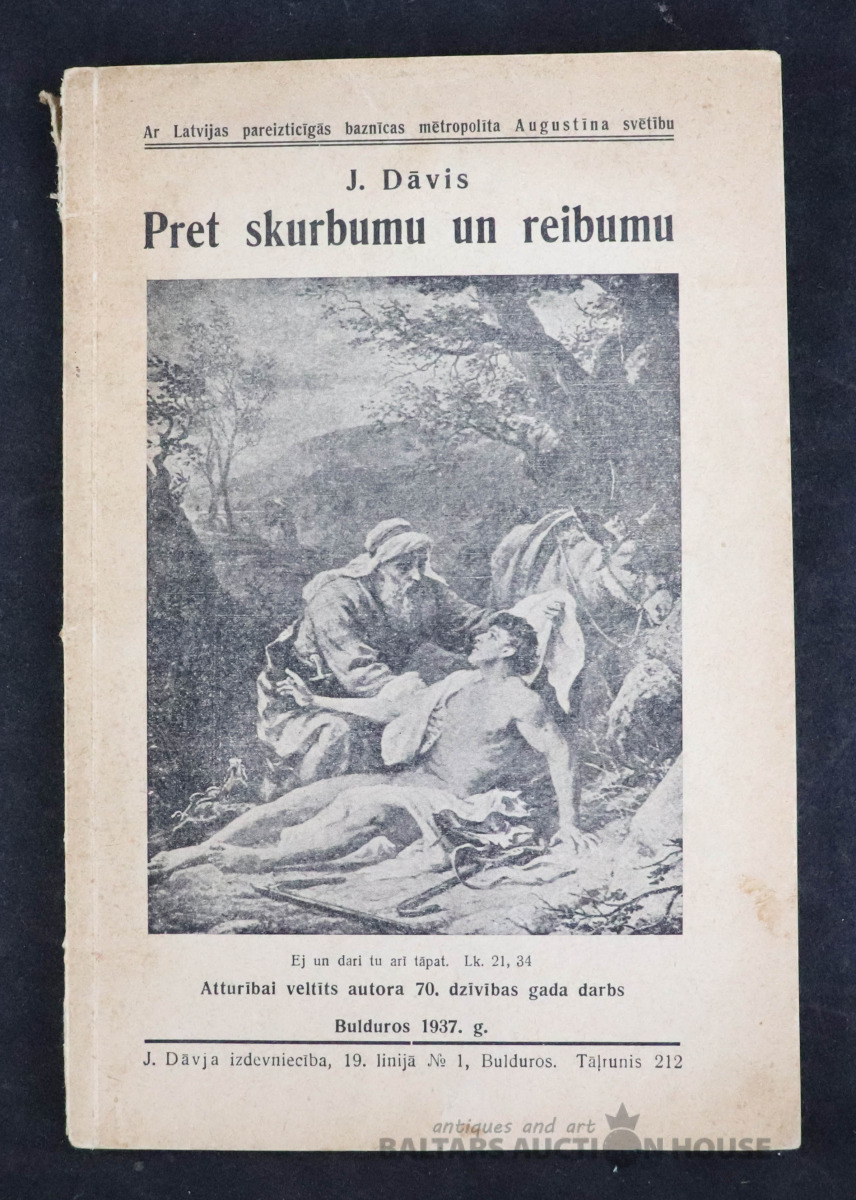 Ar Latvijas pareizticīgās baznīcas mētropolīta Augustīna svētību
J. Dāvis
Pret skurbumu un reibumu
Ej un dari tu arī tāpat. Lk. 21, 34
Atturībai veltīts autora 70. dzīvības gada darbs
Bulduros 1937. g.
J. Dāvja izdevniecība, 19. linijā № 1, Bulduros. Tāļrunis 212
antiques and art
BALTARS AUCTION HOUSE